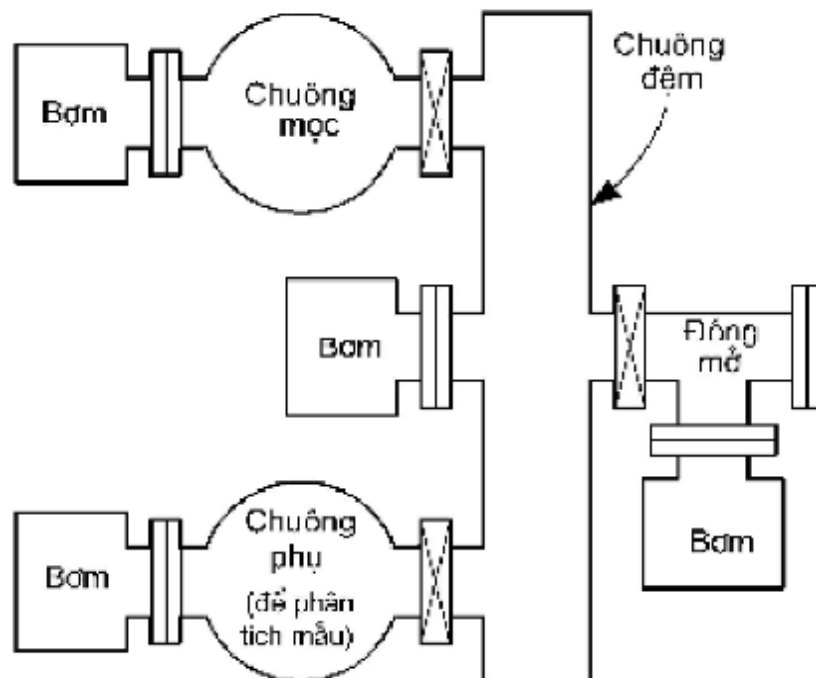 Bơm
Chuông
mọc
Chuông
đệm
Bơm
Đóng
mở
Bơm
Chuông
phụ
(để phân
tích mẫu)
Bơm